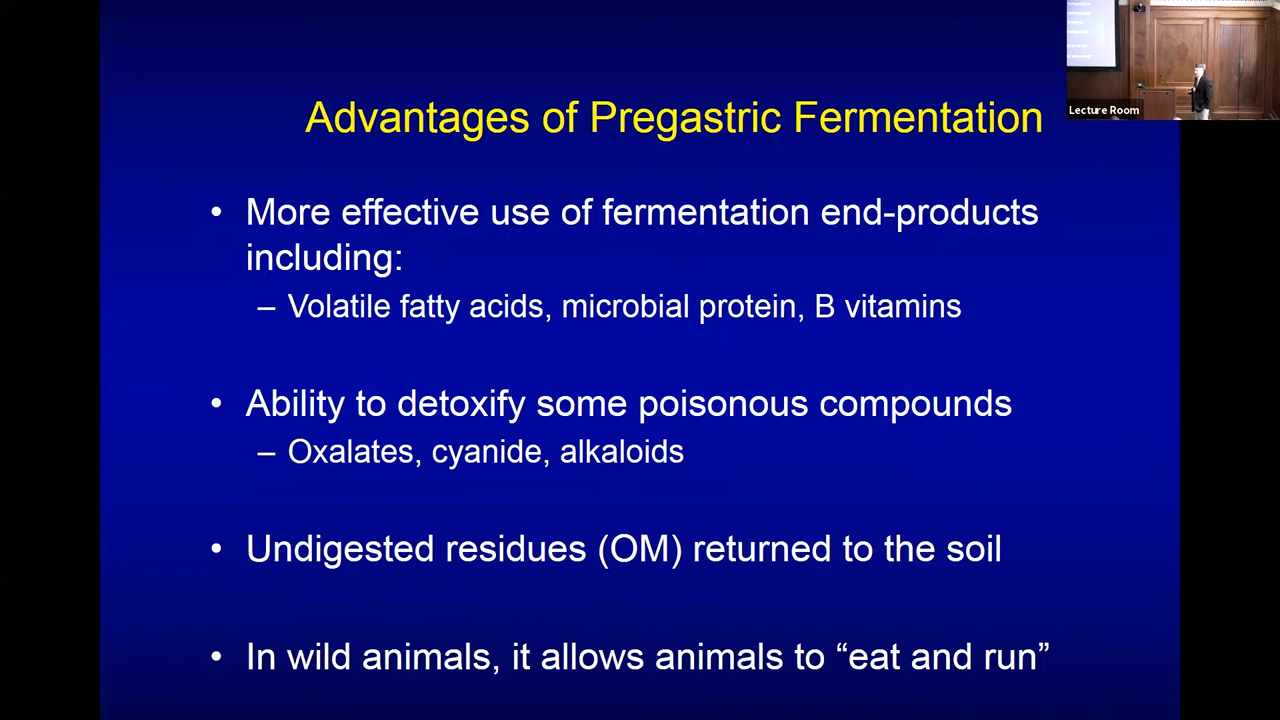 Advantages of Pregastric Fermentation
Lecture Room
• More effective use of fermentation end-products
including:
– Volatile fatty acids, microbial protein, B vitamins
• Ability to detoxify some poisonous compounds
– Oxalates, cyanide, alkaloids
• Undigested residues (OM) returned to the soil
• In wild animals, it allows animals to “eat and run”